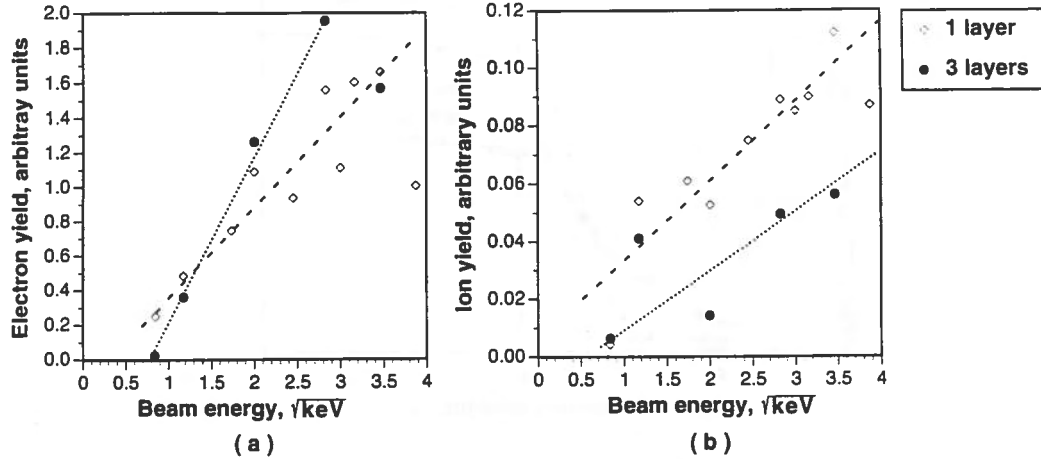 Electron yield, arbitray units
2.0
1.8
1.6
1.4
1.2
1.0
0.8
0.6
0.4
0.2
0.0
0 0.5 1 1.5 2 2.5 3 3.5 4
Beam energy, √keV
( a )
Ion yield, arbitrary units
0.12
0.10
0.08
0.06
0.04
0.02
0.00
0 0.5 1 1.5 2 2.5 3 3.5 4
Beam energy, √keV
( b )
1 layer
3 layers